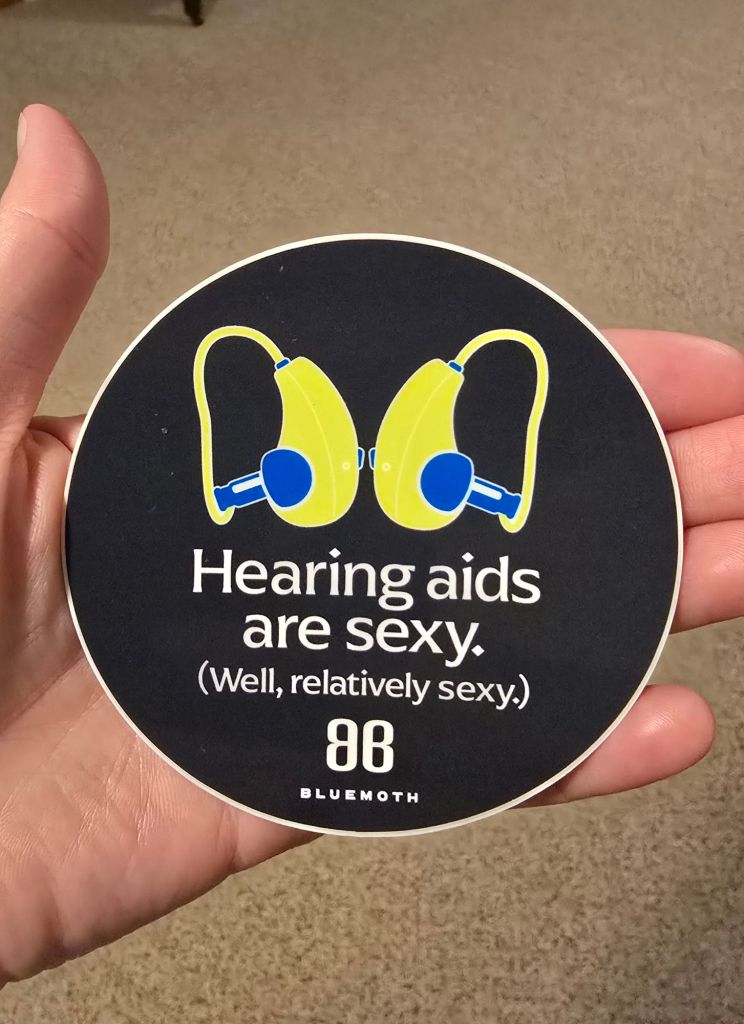 Hearing aids
are sexy.
(Well, relatively sexy.)
BLUEMOTH